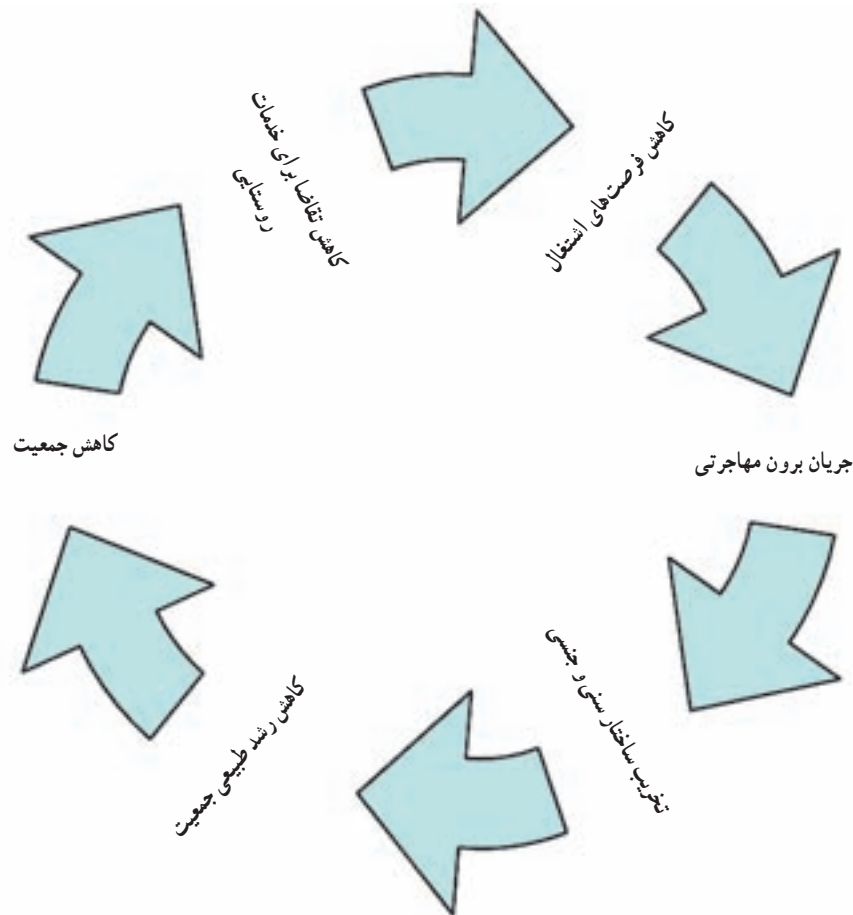 کاهش تقاضا برای خدمات
روستایی
کاهش فرصت‌های اشتغال
جریان برون مهاجرتی
تخریب ساختار سنی و جنسی
کاهش رشد طبیعی جمعیت
کاهش جمعیت